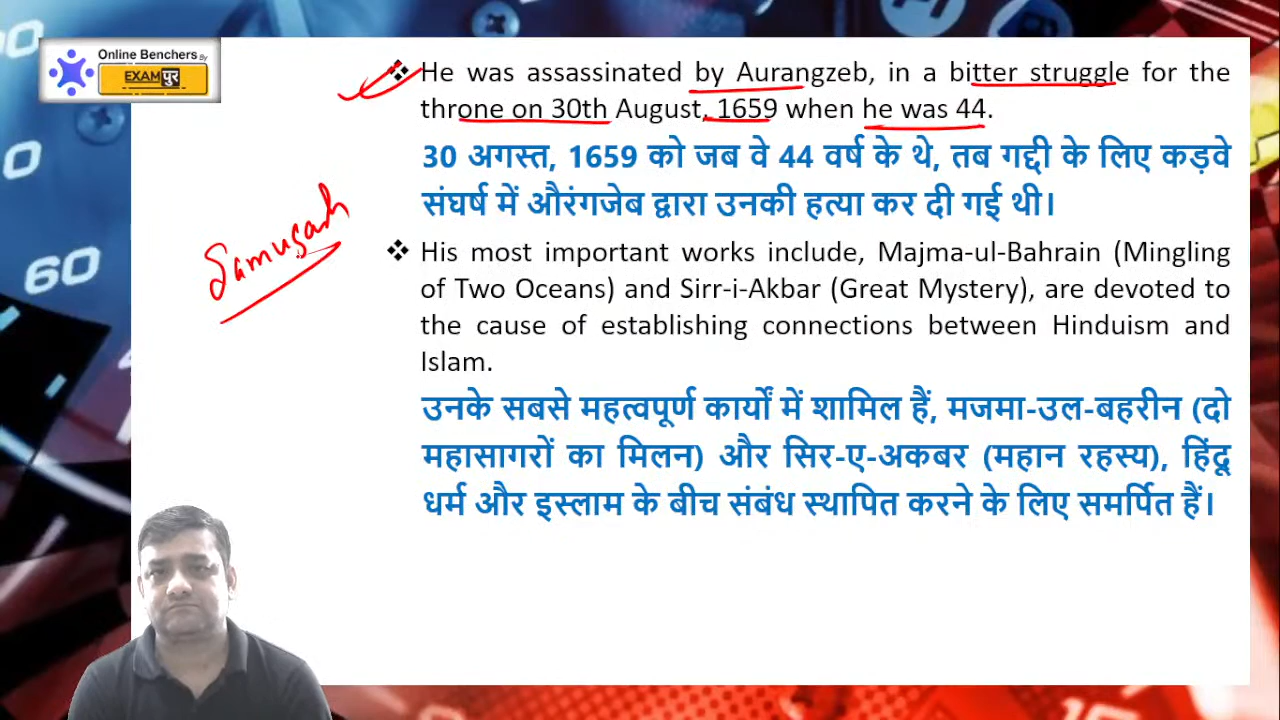 Online Benchers By
EXAMपुर
❖ He was assassinated by Aurangzeb, in a bitter struggle for the
throne on 30th August, 1659 when he was 44.
30 अगस्त, 1659 को जब वे 44 वर्ष के थे, तब गद्दी के लिए कड़वे
संघर्ष में औरंगजेब द्वारा उनकी हत्या कर दी गई थी।
Samugarh
❖ His most important works include, Majma-ul-Bahrain (Mingling
of Two Oceans) and Sirr-i-Akbar (Great Mystery), are devoted to
the cause of establishing connections between Hinduism and
Islam.
उनके सबसे महत्वपूर्ण कार्यों में शामिल हैं, मजमा-उल-बहरीन (दो
महासागरों का मिलन) और सिर-ए-अकबर (महान रहस्य), हिंदू
धर्म और इस्लाम के बीच संबंध स्थापित करने के लिए समर्पित हैं।
60